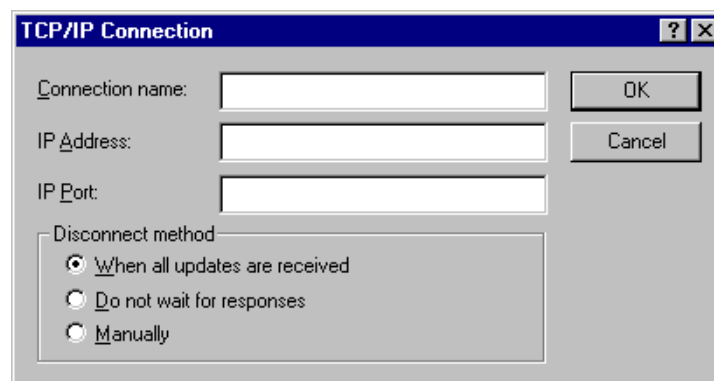 TCP/IP Connection
Connection name:
OK
IP Address:
Cancel
IP Port:
Disconnect method
When all updates are received
Do not wait for responses
Manually